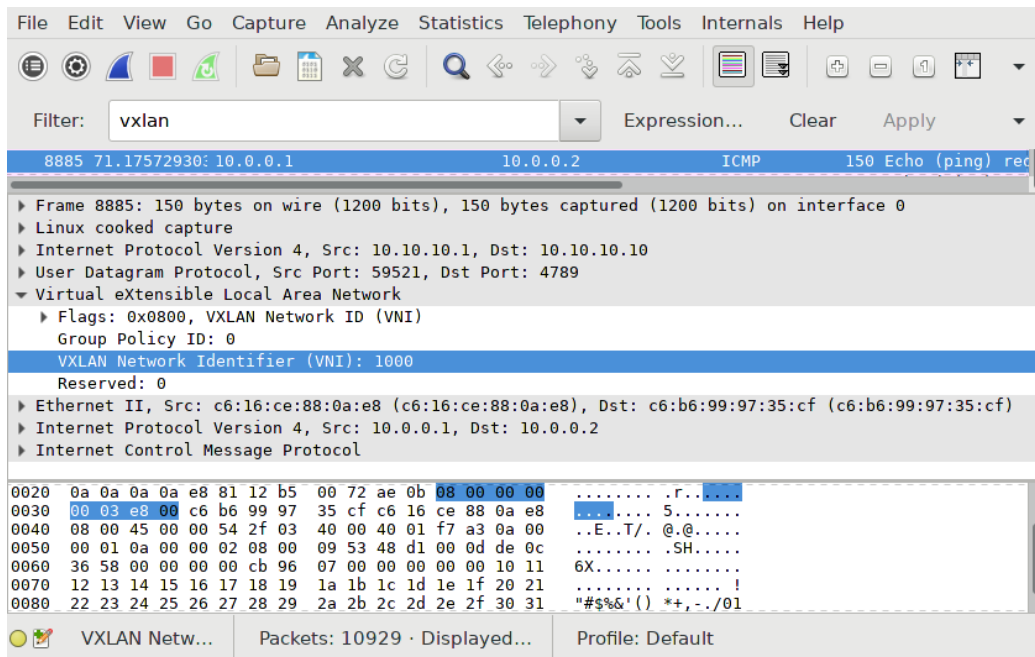 File Edit View Go Capture Analyze Statistics Telephony Tools Internals Help
Filter: vxlan Expression... Clear Apply
8885 71.17572930 10.0.0.1 10.0.0.2 ICMP 150 Echo (ping)
Frame 8885: 150 bytes on wire (1200 bits), 150 bytes captured (1200 bits) on interface 0
Linux cooked capture
Internet Protocol Version 4, Src: 10.10.10.1, Dst: 10.10.10.10
User Datagram Protocol, Src Port: 59521, Dst Port: 4789
Virtual eXtensible Local Area Network
Flags: 0x0800, VXLAN Network ID (VNI)
Group Policy ID: 0
VXLAN Network Identifier (VNI): 1000
Reserved: 0
Ethernet II, Src: c6:16:ce:88:0a:e8 (c6:16:ce:88:0a:e8), Dst: c6:b6:99:97:35:cf (c6:b6:99:97:35:cf)
Internet Protocol Version 4, Src: 10.0.0.1, Dst: 10.0.0.2
Internet Control Message Protocol
0020 0a 0a 0a 0a e8 81 12 b5 00 72 ae 0b 08 00 00 00 ........ .r......
0030 00 03 e8 00 c6 b6 99 97 35 cf c6 16 ce 88 0a e8 ........ 5.......
0040 08 00 45 00 00 54 2f 03 40 00 40 01 f7 a3 0a 00 ..E..T/. @.@.....
0050 00 01 0a 00 00 02 08 00 09 53 48 d1 00 0d de 0c ........ .SH.....
0060 36 58 00 00 00 00 cb 96 07 00 00 00 00 00 10 11 6X...... ........
0070 12 13 14 15 16 17 18 19 1a 1b 1c 1d 1e 1f 20 21 ........ ...... !
0080 22 23 24 25 26 27 28 29 2a 2b 2c 2d 2e 2f 30 31 "#$%&'() *+,-./01
VXLAN Netw... Packets: 10929 · Displayed... Profile: Default